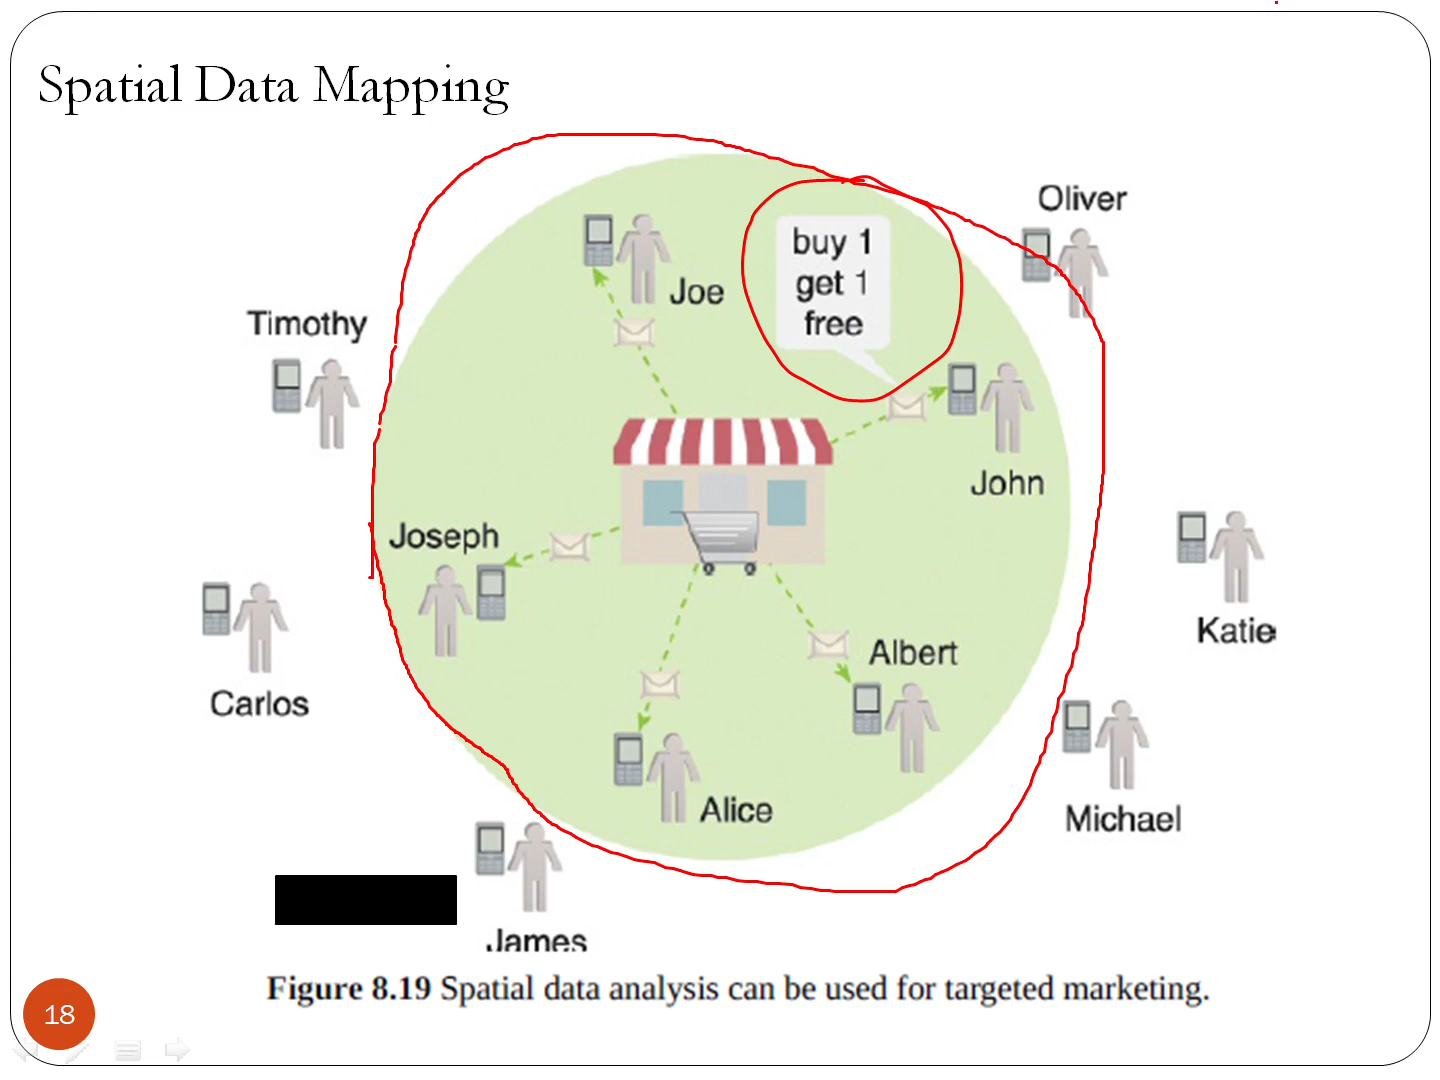 Spatial Data Mapping
Oliver
buy 1
get 1
free
Joe
Timothy
John
Joseph
Katie
Albert
Carlos
Alice
Michael
James
Figure 8.19 Spatial data analysis can be used for targeted marketing.
18